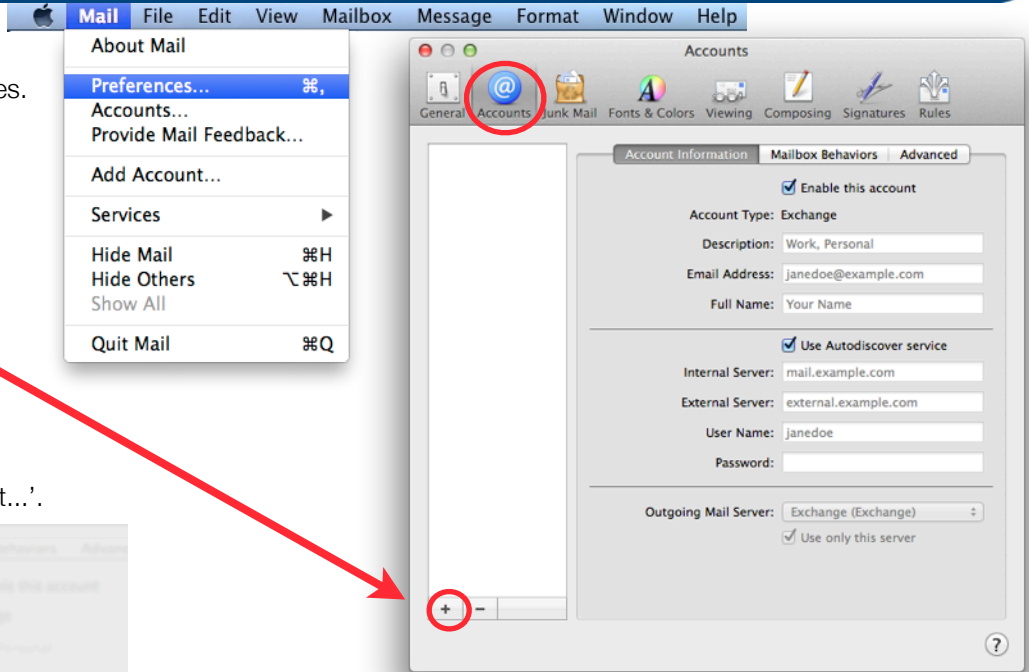 Mail File Edit View Mailbox Message Format Window Help
About Mail
es.
Preferences... ⌘,
Accounts...
Provide Mail Feedback...
Add Account...
Services ▶
Hide Mail ⌘H
Hide Others ⌥⌘H
Show All
Quit Mail ⌘Q
t...’.
Accounts
General Accounts Junk Mail Fonts & Colors Viewing Composing Signatures Rules
Account Information Mailbox Behaviors Advanced
Enable this account
Account Type: Exchange
Description: Work, Personal
Email Address: janedoe@example.com
Full Name: Your Name
Use Autodiscover service
Internal Server: mail.example.com
External Server: external.example.com
User Name: janedoe
Password:
Outgoing Mail Server: Exchange (Exchange)
Use only this server
+ −
?